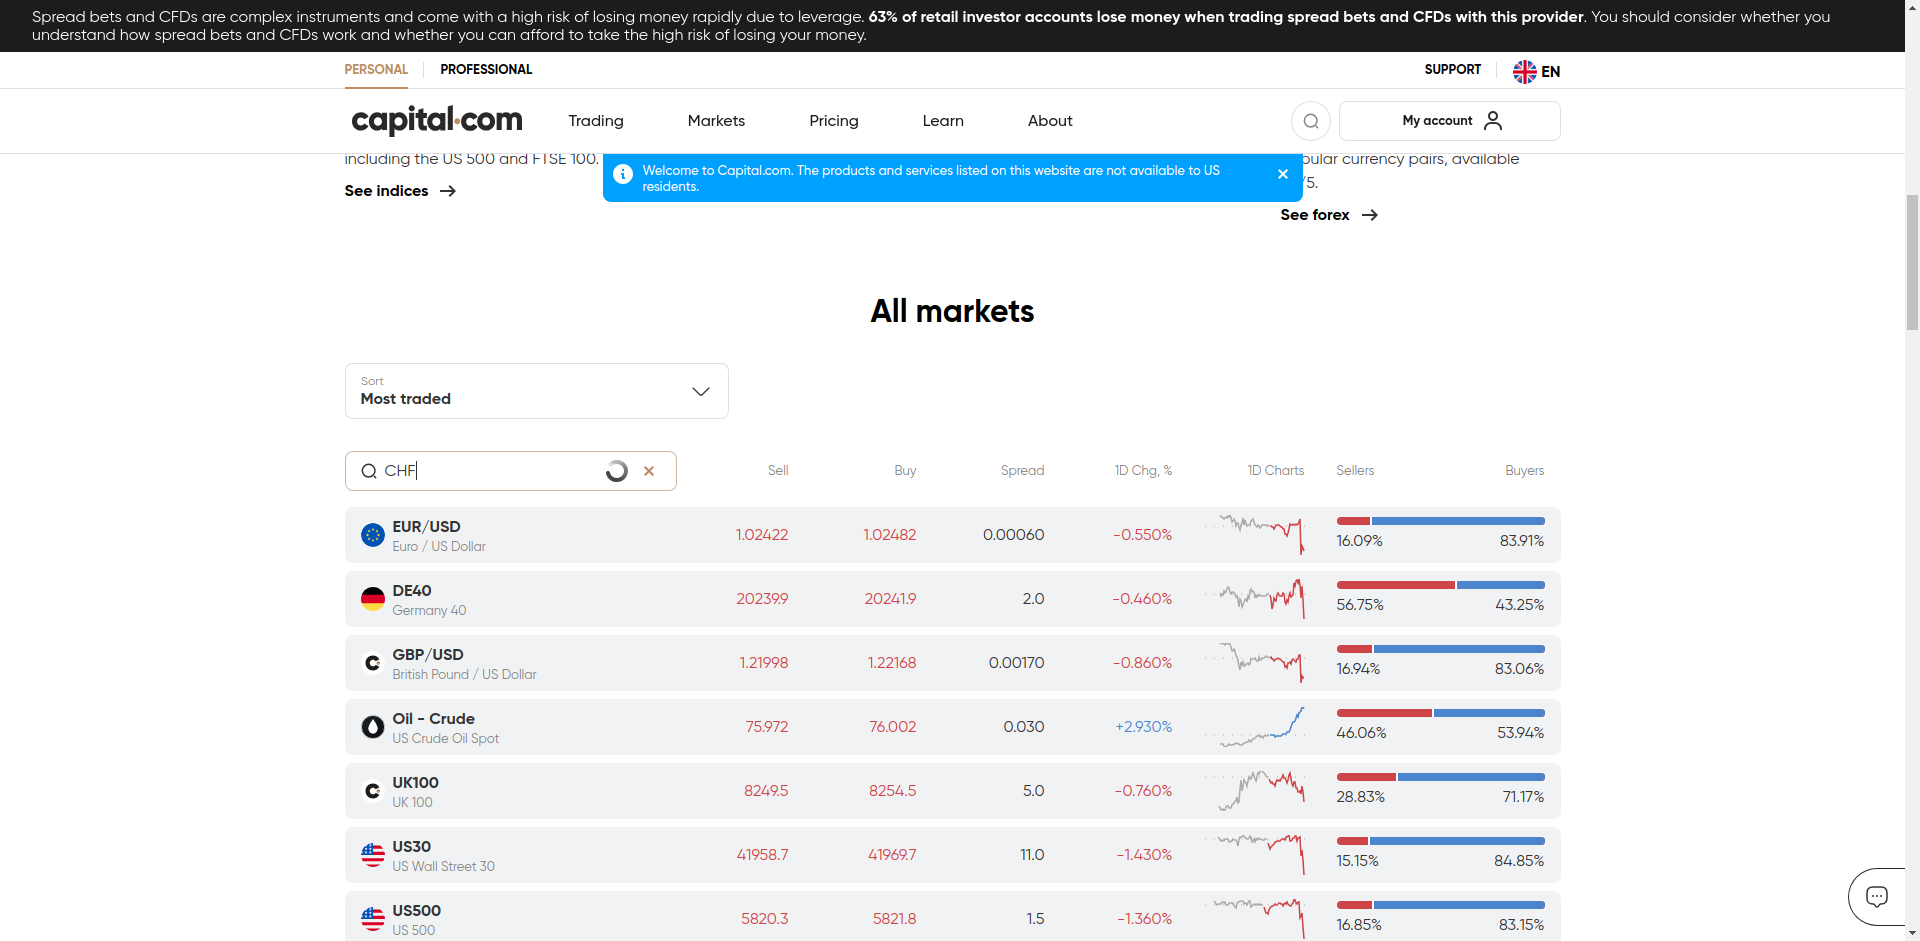 Spread bets and CFDs are complex instruments and come with a high risk of losing money rapidly due to leverage. 63% of retail investor accounts lose money when trading spread bets and CFDs with this provider. You should consider whether you
understand how spread bets and CFDs work and whether you can afford to take the high risk of losing your money.
PERSONAL PROFESSIONAL SUPPORT EN
capital.com Trading Markets Pricing Learn About My account
including the US 500 and FTSE 100.
See indices
Welcome to Capital.com. The products and services listed on this website are not available to US
residents.
pular currency pairs, available
/5.
See forex
All markets
Sort
Most traded
CHF Sell Buy Spread 1D Chg, % 1D Charts Sellers Buyers
EUR/USD
Euro / US Dollar
1.02422 1.02482 0.00060 -0.550% 16.09% 83.91%
DE40
Germany 40
20239.9 20241.9 2.0 -0.460% 56.75% 43.25%
GBP/USD
British Pound / US Dollar
1.21998 1.22168 0.00170 -0.860% 16.94% 83.06%
Oil - Crude
US Crude Oil Spot
75.972 76.002 0.030 +2.930% 46.06% 53.94%
UK100
UK 100
8249.5 8254.5 5.0 -0.760% 28.83% 71.17%
US30
US Wall Street 30
41958.7 41969.7 11.0 -1.430% 15.15% 84.85%
US500
US 500
5820.3 5821.8 1.5 -1.360% 16.85% 83.15%